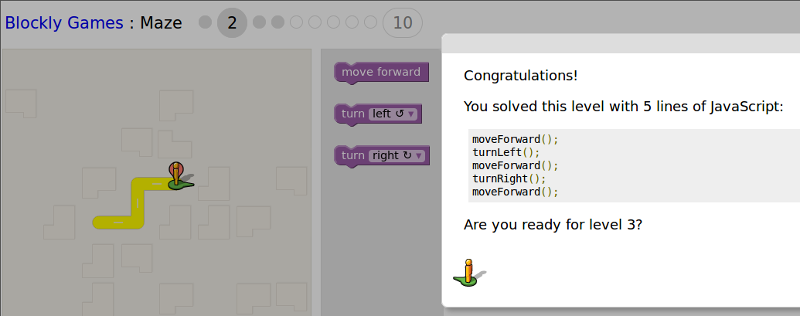 Blockly Games : Maze 2 10
move forward
turn left ↺ ▾
turn right ↻ ▾
Congratulations!
You solved this level with 5 lines of JavaScript:
moveForward();
turnLeft();
moveForward();
turnRight();
moveForward();
Are you ready for level 3?